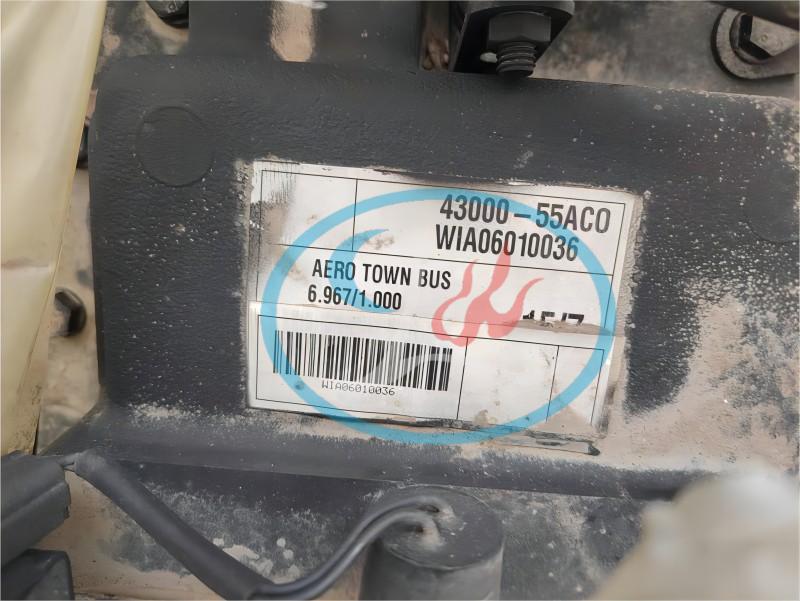 43000-55AC0
WIA06010036
AERO TOWN BUS
6.967/1.000
WIA06010036